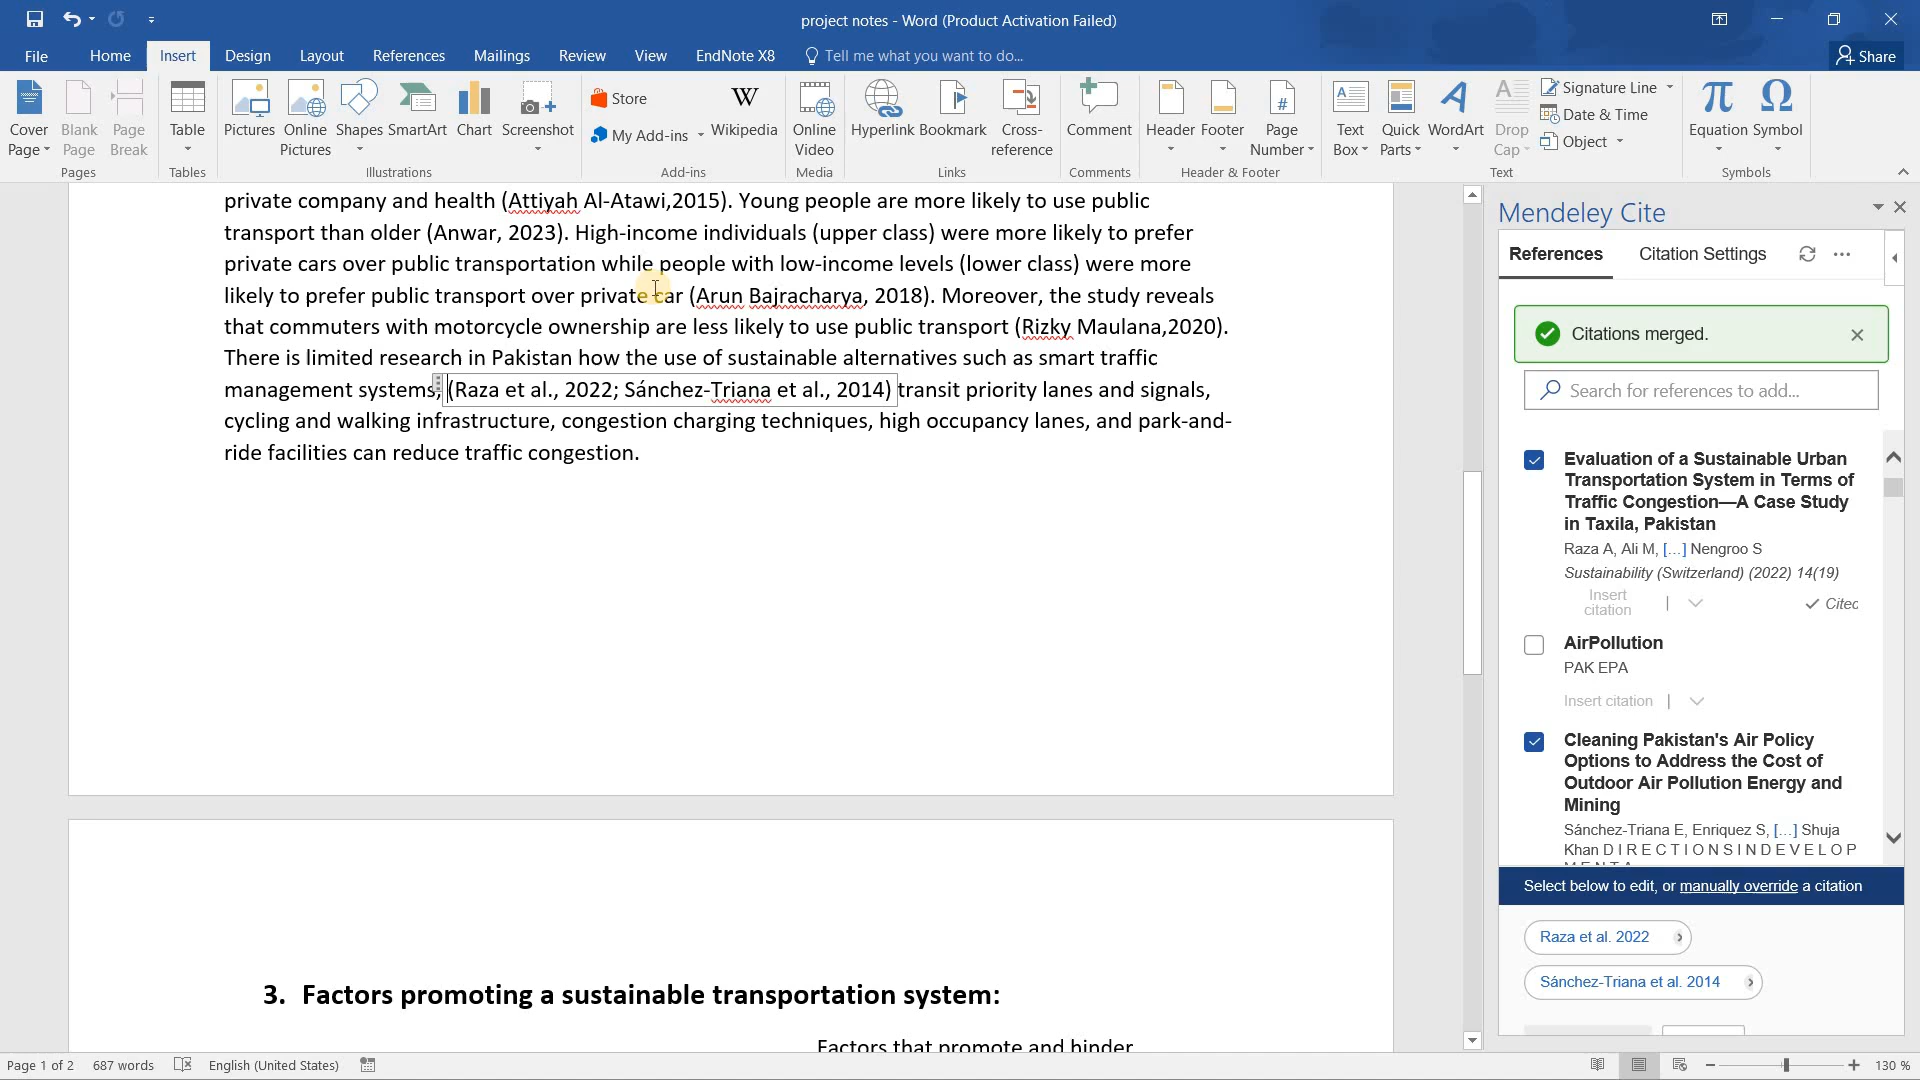 project notes - Word (Product Activation Failed)
File Home Insert Design Layout References Mailings Review View EndNote X8 Tell me what you want to do... Share
Cover Page Blank Page Page Break Table Pictures Online Pictures Shapes SmartArt Chart Screenshot Store My Add-ins Wikipedia Online Video Hyperlink Bookmark Cross-reference Comment Header Footer Page Number Text Box Quick Parts WordArt Drop Cap Signature Line Date & Time Object Equation Symbol
Pages Tables Illustrations Add-ins Media Links Comments Header & Footer Text Symbols
private company and health (Attiyah Al-Atawi,2015). Young people are more likely to use public
transport than older (Anwar, 2023). High-income individuals (upper class) were more likely to prefer
private cars over public transportation while people with low-income levels (lower class) were more
likely to prefer public transport over private car (Arun Bajracharya, 2018). Moreover, the study reveals
that commuters with motorcycle ownership are less likely to use public transport (Rizky Maulana,2020).
There is limited research in Pakistan how the use of sustainable alternatives such as smart traffic
management systems, (Raza et al., 2022; Sánchez-Triana et al., 2014) transit priority lanes and signals,
cycling and walking infrastructure, congestion charging techniques, high occupancy lanes, and park-and-
ride facilities can reduce traffic congestion.
3. Factors promoting a sustainable transportation system:
Factors that promote and hinder
Mendeley Cite
References Citation Settings
Citations merged.
Search for references to add...
Evaluation of a Sustainable Urban
Transportation System in Terms of
Traffic Congestion—A Case Study
in Taxila, Pakistan
Raza A, Ali M, [...] Nengroo S
Sustainability (Switzerland) (2022) 14(19)
Insert citation | Cited
AirPollution
PAK EPA
Insert citation |
Cleaning Pakistan's Air Policy
Options to Address the Cost of
Outdoor Air Pollution Energy and
Mining
Sánchez-Triana E, Enriquez S, [...] Shuja
Khan D I R E C T I O N S I N D E V E L O P
M E N T A
Select below to edit, or manually override a citation
Raza et al. 2022
Sánchez-Triana et al. 2014
Page 1 of 2 687 words English (United States) 130 %